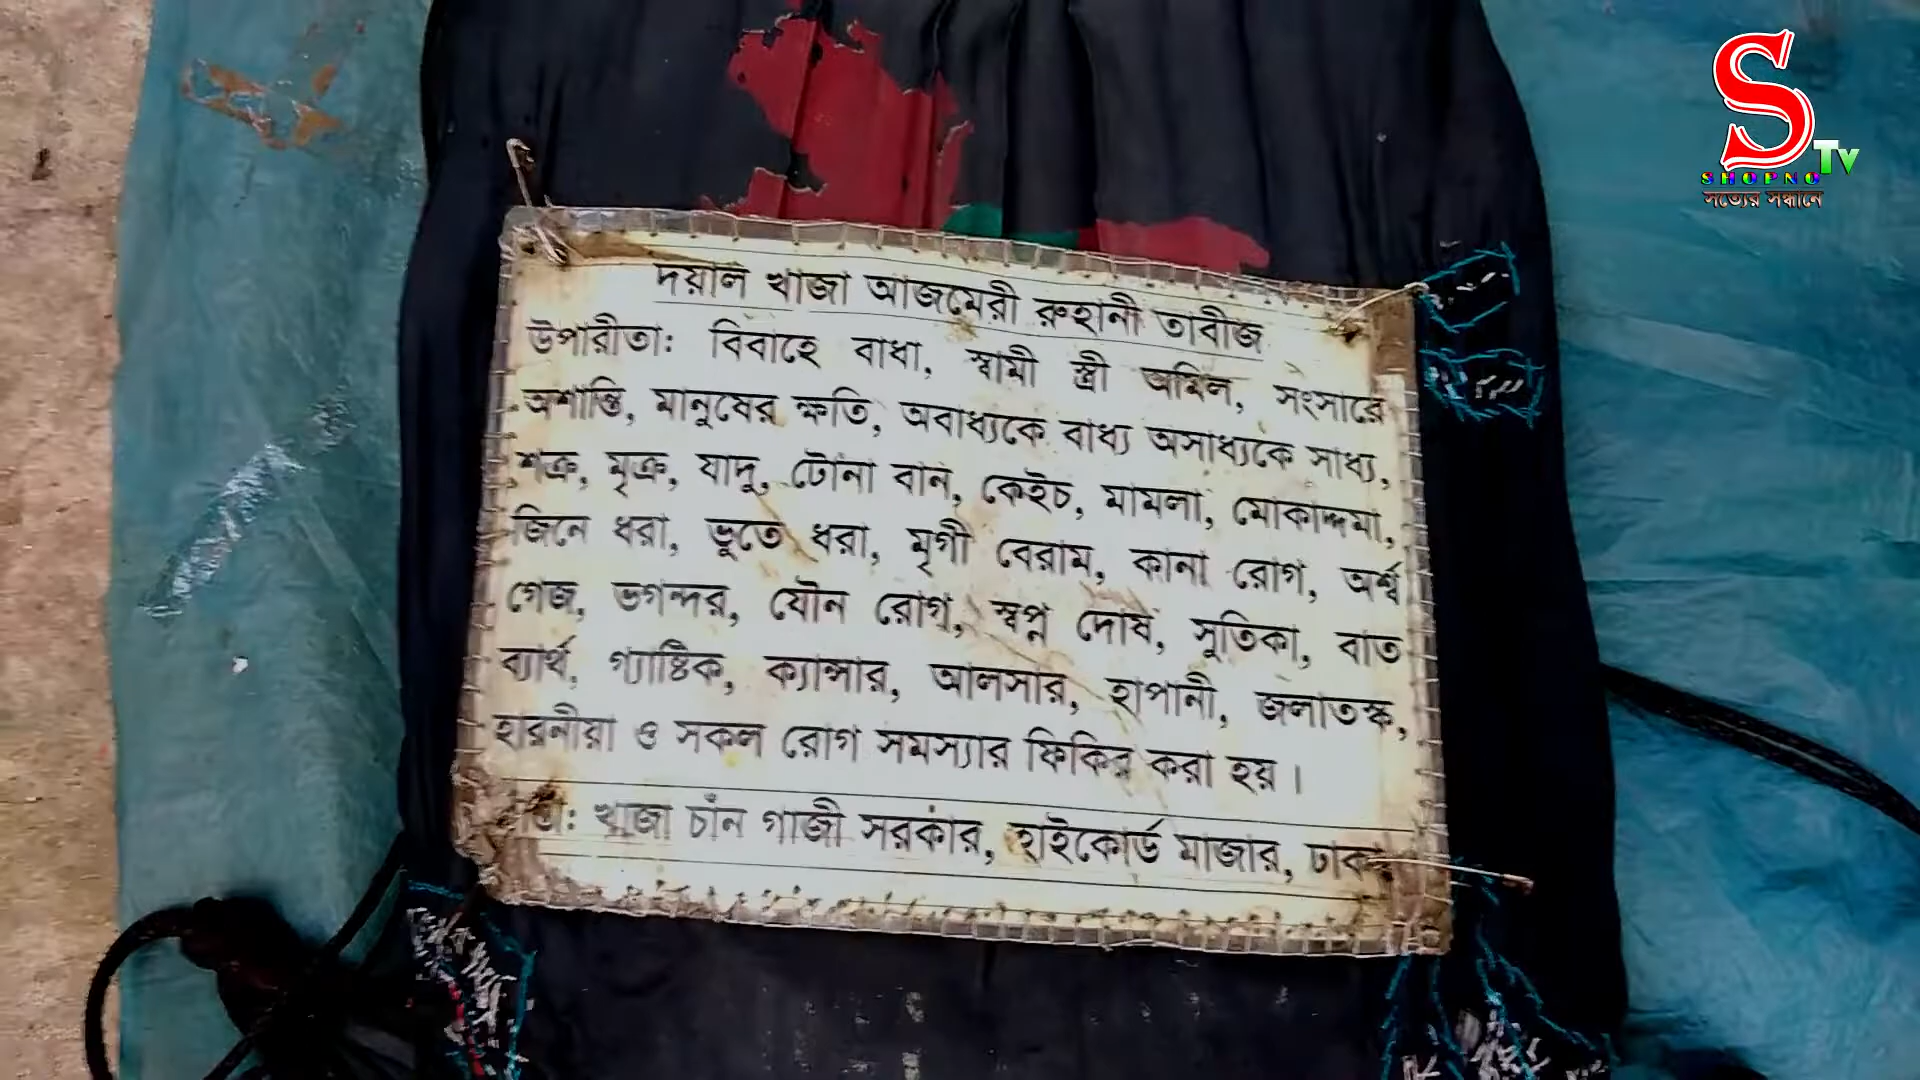 S Tv
SHOPNO
সত্যের সন্ধানে
দয়াল খাজা আজমেরী রুহানী তাবীজ
উপারীতাঃ বিবাহে বাধা, স্বামী স্ত্রী অমিল, সংসারে
অশান্তি, মানুষের ক্ষতি, অবাধ্যকে বাধ্য অসাধ্যকে সাধ্য,
শত্রু, মৃত্রু, যাদু, টোনা বান, কেইচ, মামলা, মোকাদ্দমা,
জিনে ধরা, ভূতে ধরা, মৃগী বেরাম, কানা রোগ, অর্শ্ব
গেজ, ভগন্দর, যৌন রোগ, স্বপ্ন দোষ, সুতিকা, বাত
ব্যার্থ, গ্যাষ্টিক, ক্যান্সার, আলসার, হাপানী, জলাতঙ্ক,
হারনীয়া ও সকল রোগ সমস্যার ফিকির করা হয়।
খাজা চাঁন গাজী সরকার, হাইকোর্ড মাজার, ঢাকা